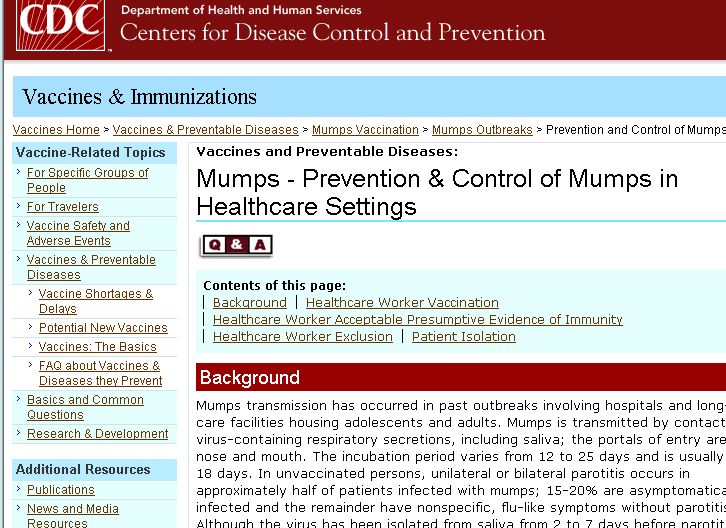 CDC
Department of Health and Human Services
Centers for Disease Control and Prevention
Vaccines & Immunizations
Vaccines Home > Vaccines & Preventable Diseases > Mumps Vaccination > Mumps Outbreaks > Prevention and Control of Mumps
Vaccine-Related Topics
For Specific Groups of
People
For Travelers
Vaccine Safety and
Adverse Events
Vaccines & Preventable
Diseases
Vaccine Shortages &
Delays
Potential New Vaccines
Vaccines: The Basics
FAQ about Vaccines &
Diseases they Prevent
Basics and Common
Questions
Research & Development
Additional Resources
Publications
News and Media
Resources
Vaccines and Preventable Diseases:
Mumps - Prevention & Control of Mumps in
Healthcare Settings
Q & A
Contents of this page:
| Background | Healthcare Worker Vaccination
| Healthcare Worker Acceptable Presumptive Evidence of Immunity
| Healthcare Worker Exclusion | Patient Isolation
Background
Mumps transmission has occurred in past outbreaks involving hospitals and long-
care facilities housing adolescents and adults. Mumps is transmitted by contact
virus-containing respiratory secretions, including saliva; the portals of entry are
nose and mouth. The incubation period varies from 12 to 25 days and is usually
18 days. In unvaccinated persons, unilateral or bilateral parotitis occurs in
approximately half of patients infected with mumps; 15-20% are asymptomatica
infected and the remainder have nonspecific, flu-like symptoms without parotitis
Although the virus has been isolated from saliva from 2 to 7 days before parotit